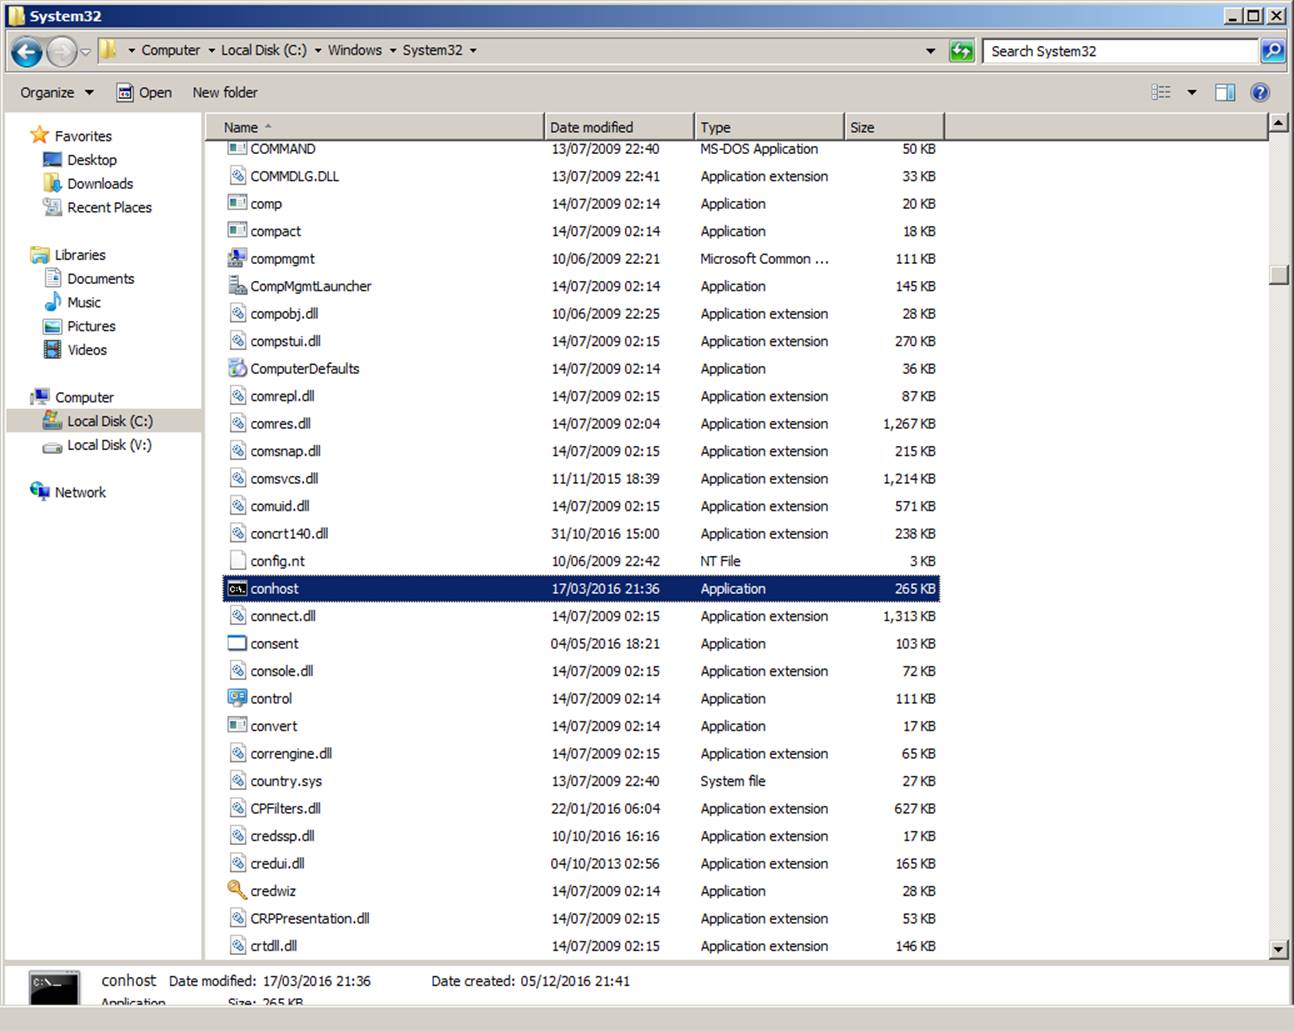 System32
Computer Local Disk (C:) Windows System32
Search System32
Organize Open New folder
Favorites
Desktop
Downloads
Recent Places
Libraries
Documents
Music
Pictures
Videos
Computer
Local Disk (C:)
Local Disk (V:)
Network
Name Date modified Type Size
COMMAND 13/07/2009 22:40 MS-DOS Application 50 KB
COMMDLG.DLL 13/07/2009 22:41 Application extension 33 KB
comp 14/07/2009 02:14 Application 20 KB
compact 14/07/2009 02:14 Application 18 KB
compmgmt 10/06/2009 22:21 Microsoft Common ... 111 KB
CompMgmtLauncher 14/07/2009 02:14 Application 145 KB
compobj.dll 10/06/2009 22:25 Application extension 28 KB
compstui.dll 14/07/2009 02:15 Application extension 270 KB
ComputerDefaults 14/07/2009 02:14 Application 36 KB
comrepl.dll 14/07/2009 02:15 Application extension 87 KB
comres.dll 14/07/2009 02:04 Application extension 1,267 KB
comsnap.dll 14/07/2009 02:15 Application extension 215 KB
comsvcs.dll 11/11/2015 18:39 Application extension 1,214 KB
comuid.dll 14/07/2009 02:15 Application extension 571 KB
concrt140.dll 31/10/2016 15:00 Application extension 238 KB
config.nt 10/06/2009 22:42 NT File 3 KB
C:\. conhost 17/03/2016 21:36 Application 265 KB
connect.dll 14/07/2009 02:15 Application extension 1,313 KB
consent 04/05/2016 18:21 Application 103 KB
console.dll 14/07/2009 02:15 Application extension 72 KB
control 14/07/2009 02:14 Application 111 KB
convert 14/07/2009 02:14 Application 17 KB
correngine.dll 14/07/2009 02:15 Application extension 65 KB
country.sys 13/07/2009 22:40 System file 27 KB
CPFilters.dll 22/01/2016 06:04 Application extension 627 KB
credssp.dll 10/10/2016 16:16 Application extension 17 KB
credui.dll 04/10/2013 02:56 Application extension 165 KB
credwiz 14/07/2009 02:14 Application 28 KB
CRPPresentation.dll 14/07/2009 02:15 Application extension 53 KB
crtdll.dll 14/07/2009 02:15 Application extension 146 KB
C:\_ conhost Date modified: 17/03/2016 21:36 Date created: 05/12/2016 21:41
Application Size: 265 KB